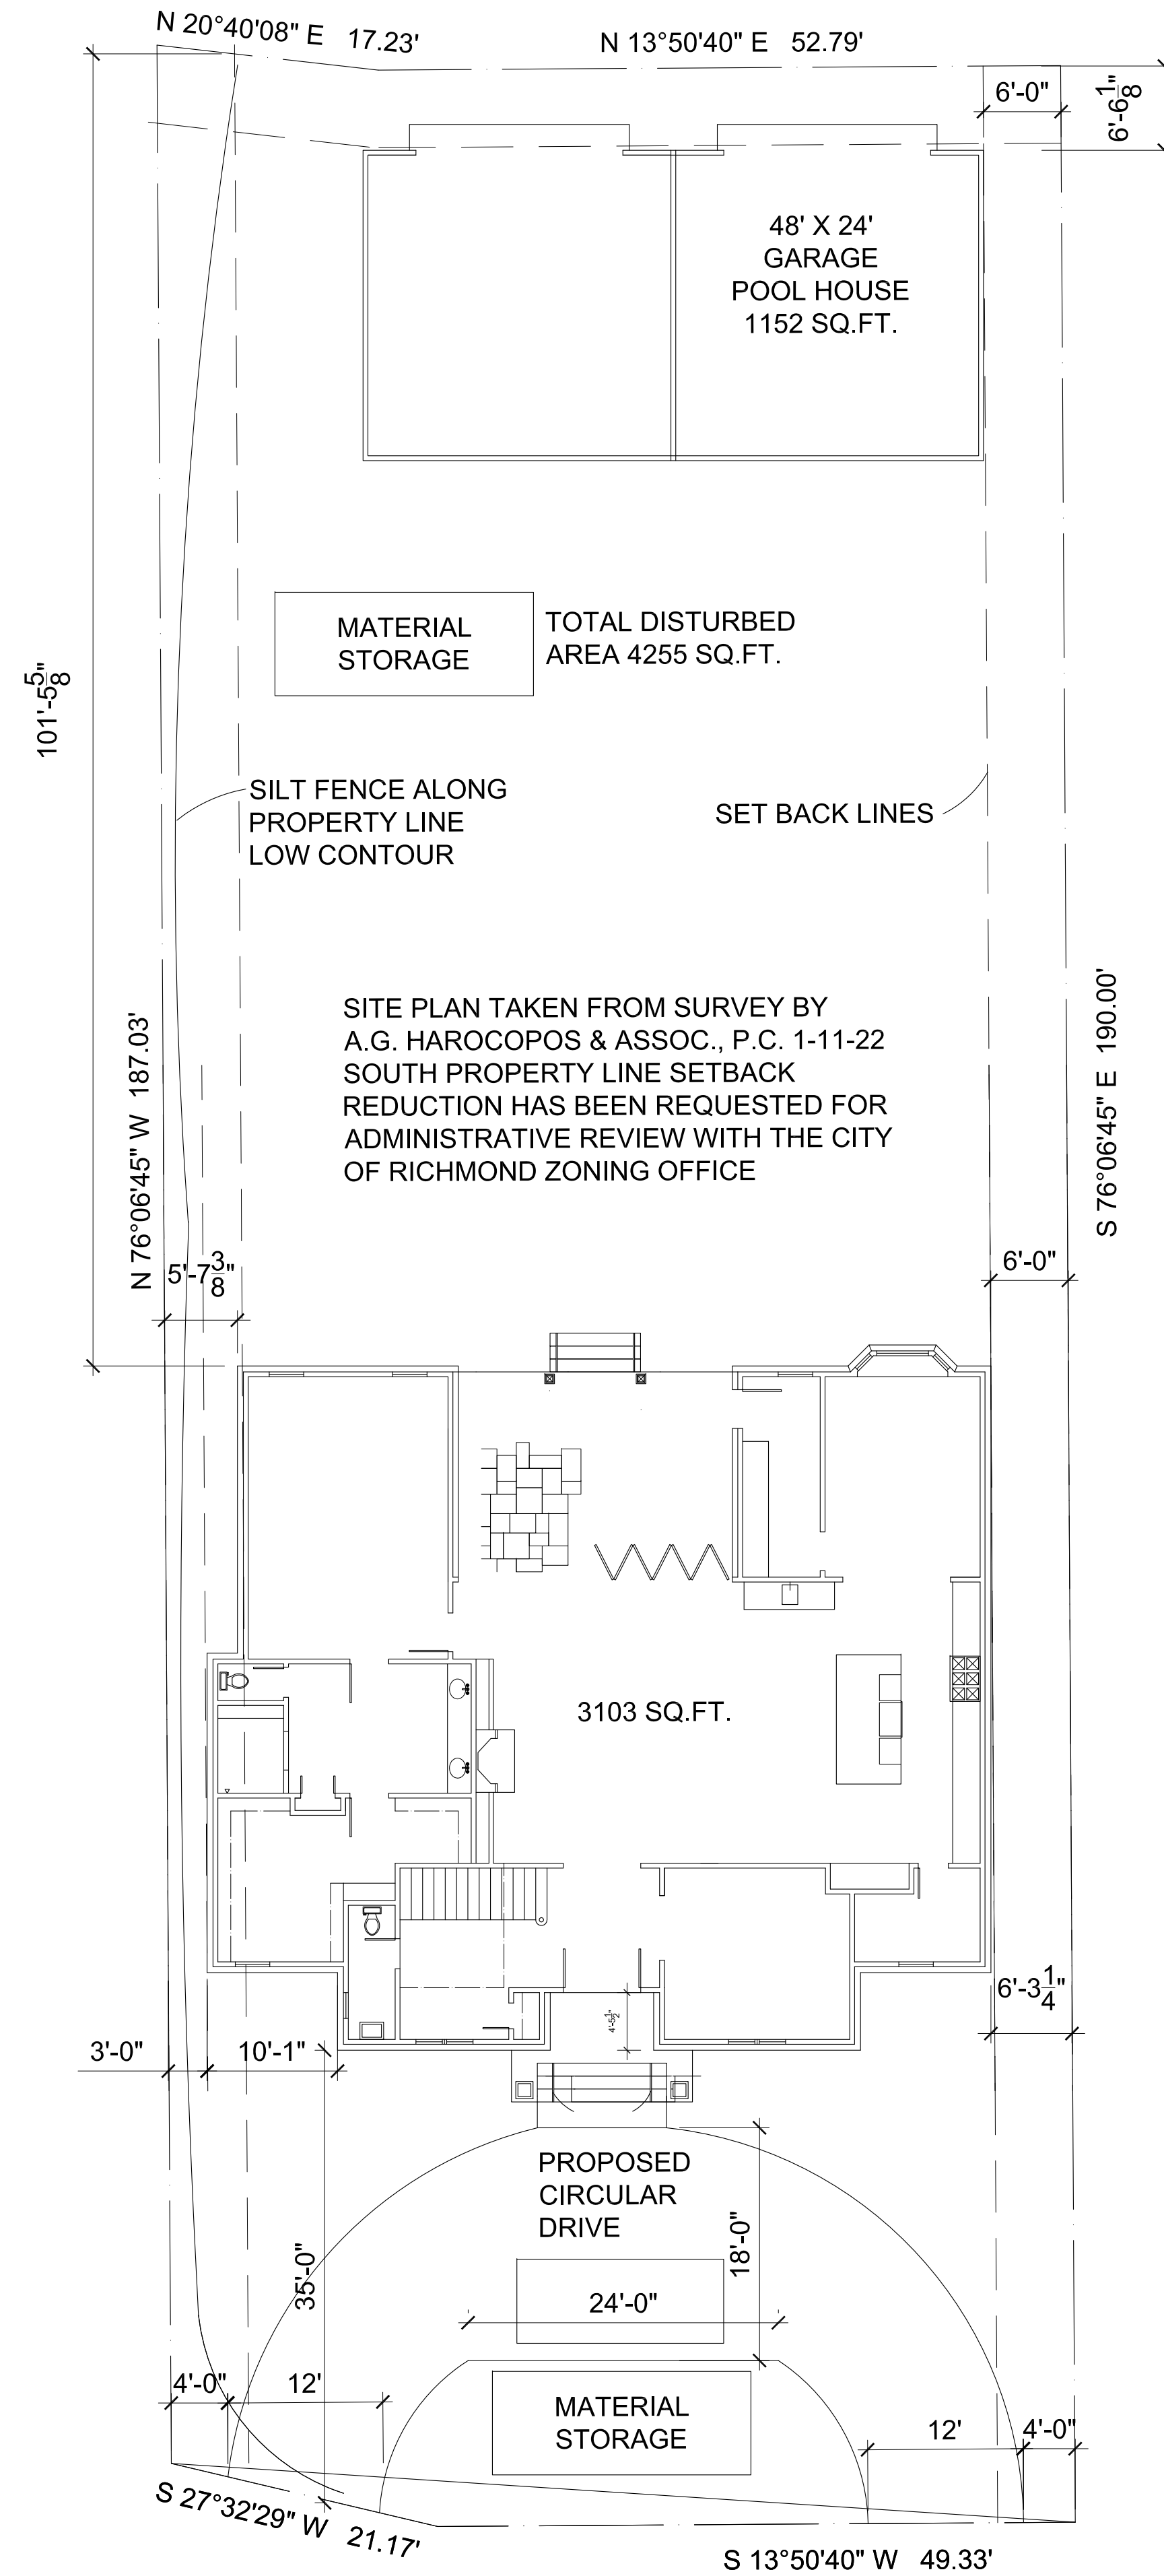 N 20°40'08" E 17.23'
N 13°50'40" E 52.79'
6'-0"
6'-6 1/8"
48' X 24'
GARAGE
POOL HOUSE
1152 SQ.FT.
MATERIAL
STORAGE
TOTAL DISTURBED
AREA 4255 SQ.FT.
101'-5 5/8"
SILT FENCE ALONG
PROPERTY LINE
LOW CONTOUR
SET BACK LINES
SITE PLAN TAKEN FROM SURVEY BY
A.G. HAROCOPOS & ASSOC., P.C. 1-11-22
SOUTH PROPERTY LINE SETBACK
REDUCTION HAS BEEN REQUESTED FOR
ADMINISTRATIVE REVIEW WITH THE CITY
OF RICHMOND ZONING OFFICE
N 76°06'45" W 187.03'
S 76°06'45" E 190.00'
5'-7 3/8"
6'-0"
3103 SQ.FT.
6'-3 1/4"
4'-5 1/2"
3'-0"
10'-1"
PROPOSED
CIRCULAR
DRIVE
18'-0"
35'-0"
24'-0"
4'-0"
12'
MATERIAL
STORAGE
12'
4'-0"
S 27°32'29" W 21.17'
S 13°50'40" W 49.33'